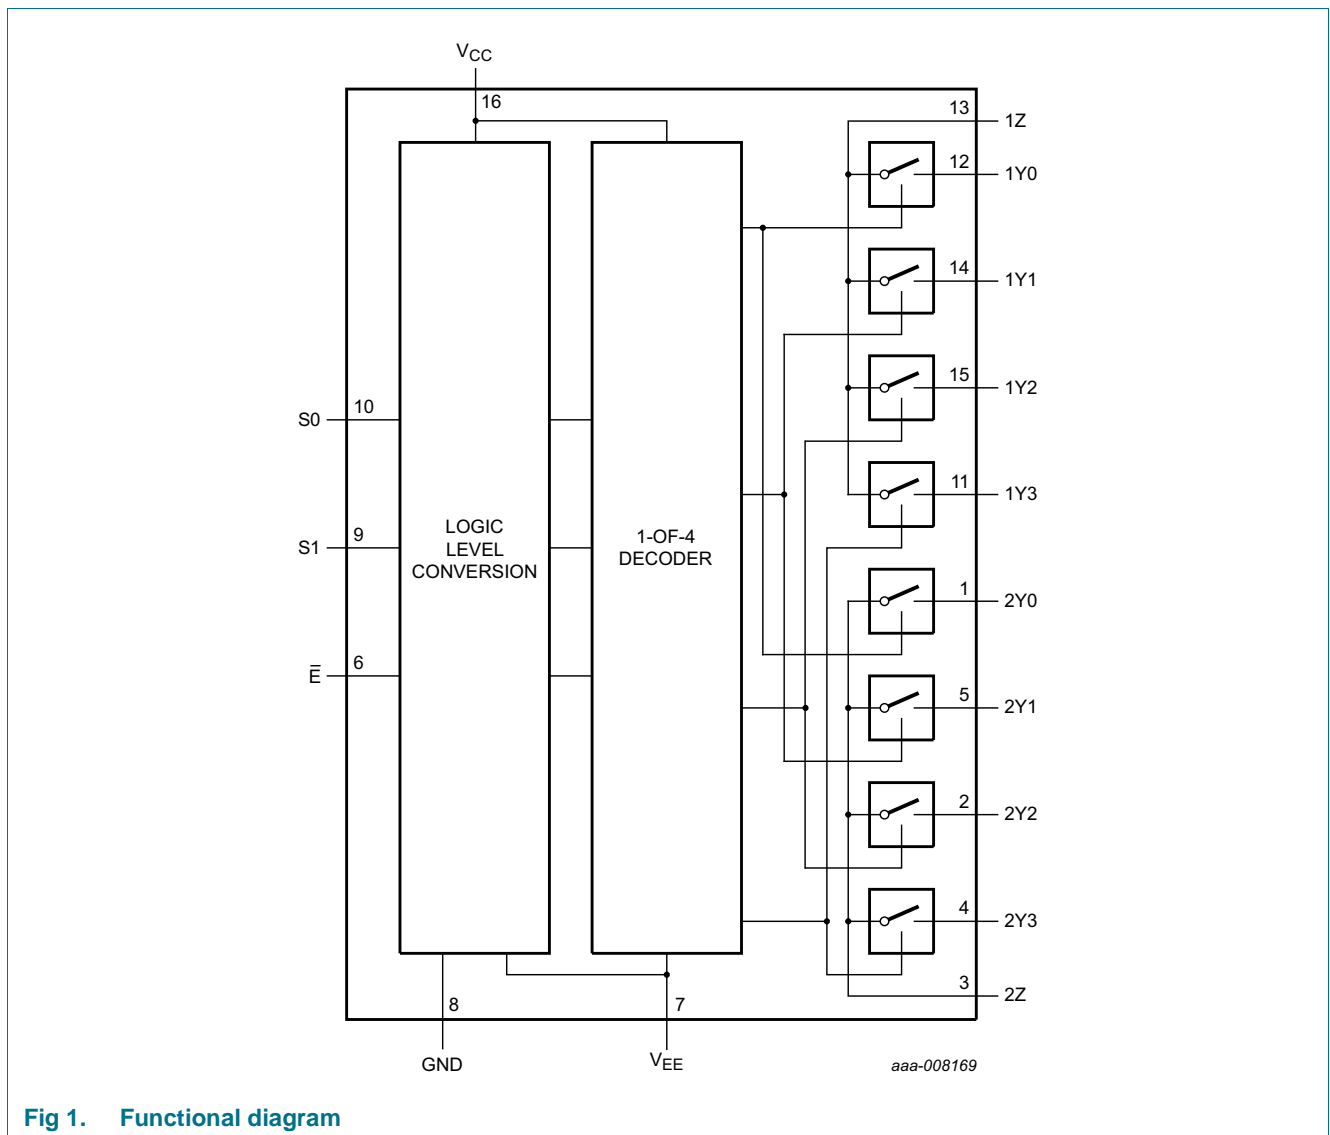 VCC
16
13
1Z
12
1Y0
14
1Y1
15
1Y2
S0
10
11
1Y3
LOGIC
LEVEL
CONVERSION
1-OF-4
DECODER
S1
9
1
2Y0
E̅
6
5
2Y1
2
2Y2
4
2Y3
3
2Z
8
7
GND
VEE
aaa-008169
Fig 1. Functional diagram